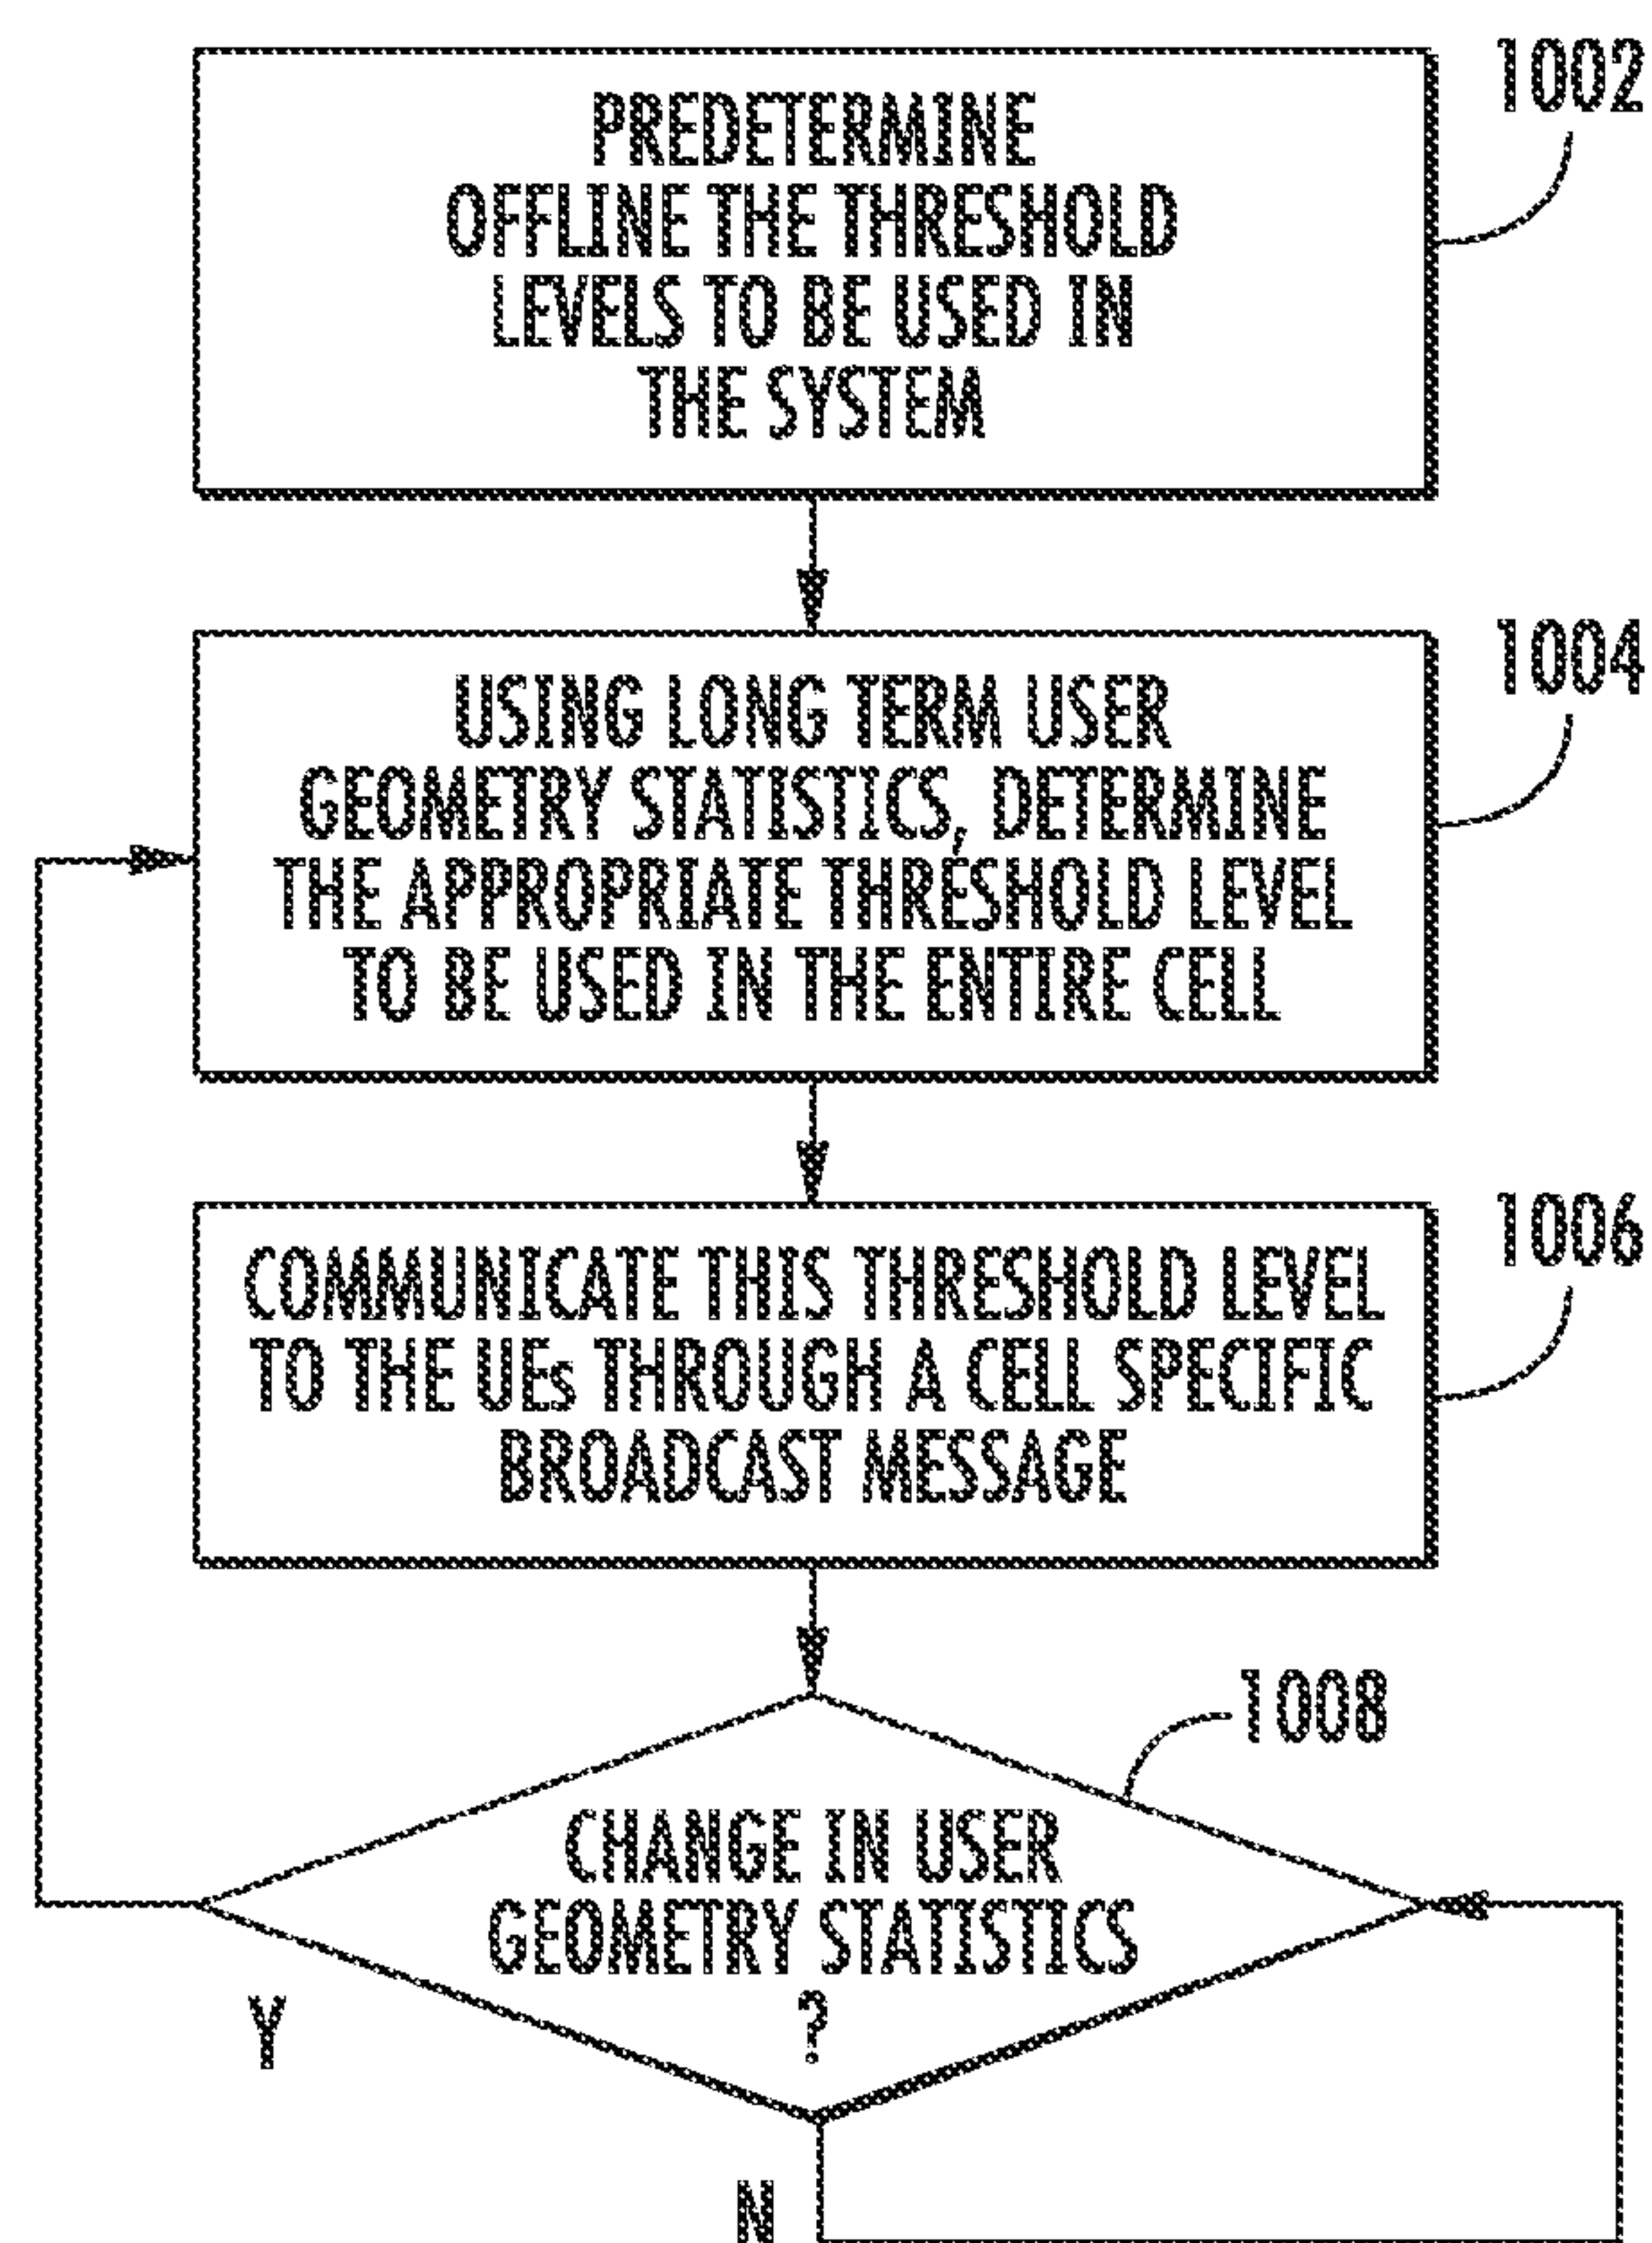 1002
PREDETERMINE
OFFLINE THE THRESHOLD
LEVELS TO BE USED IN
THE SYSTEM
1004
USING LONG TERM USER
GEOMETRY STATISTICS, DETERMINE
THE APPROPRIATE THRESHOLD LEVEL
TO BE USED IN THE ENTIRE CELL
1006
COMMUNICATE THIS THRESHOLD LEVEL
TO THE UEs THROUGH A CELL SPECIFIC
BROADCAST MESSAGE
1008
CHANGE IN USER
GEOMETRY STATISTICS
?
Y
N